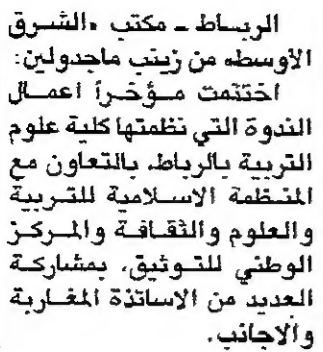 الرباط ـ مكتب «الشرق
الاوسط» من زينب ماجدولين:
اختتمت مؤخراً اعمال
الندوة التي نظمتها كلية علوم
التربية بالرباط، بالتعاون مع
المنظمة الاسلامية للتربية
والعلوم والثقافة والمركز
الوطني للتوثيق، بمشاركة
العديد من الاساتذة المغاربة
والاجانب.